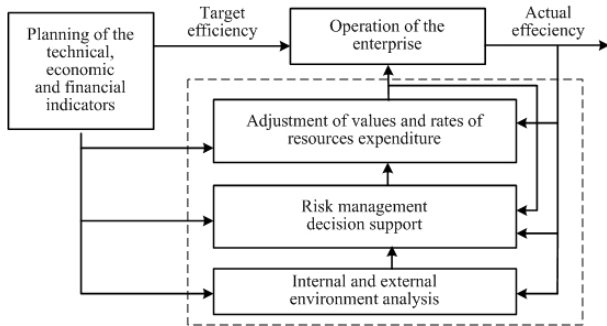 Planning of the
technical,
economic
and financial
indicators
Target
efficiency
Operation of the
enterprise
Actual
effeciency
Adjustment of values and rates of
resources expenditure
Risk management
decision support
Internal and external
environment analysis